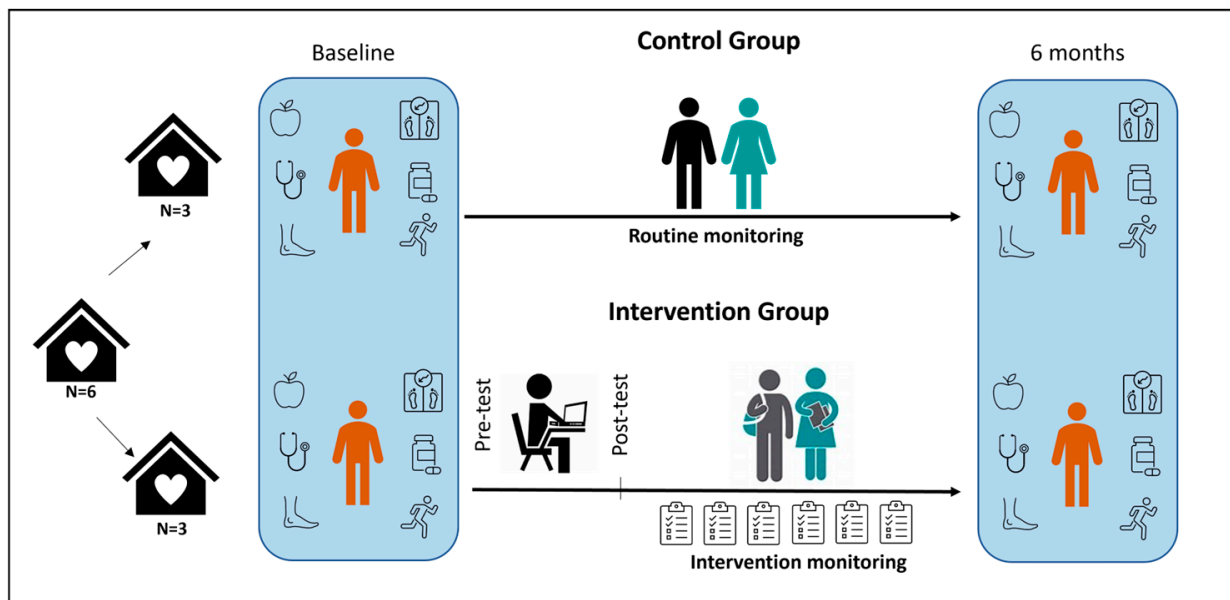 Control Group
Baseline
6 months
N=3
Routine monitoring
Intervention Group
N=6
Pre-test
Post-test
N=3
Intervention monitoring